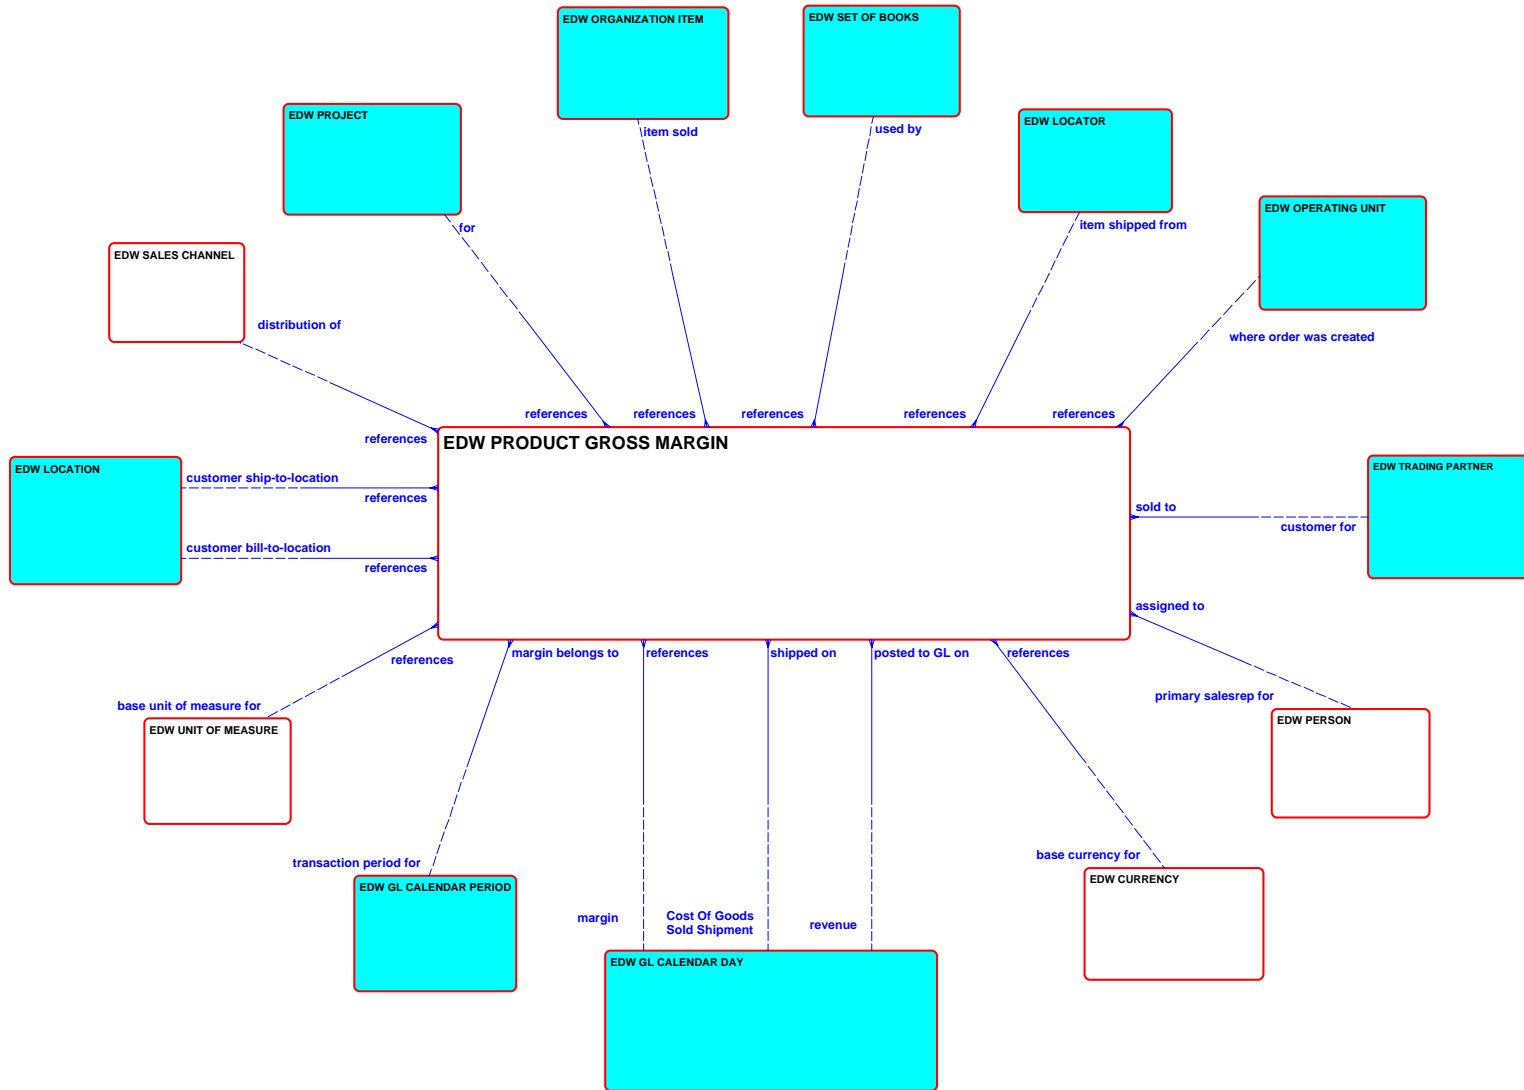 EDW ORGANIZATION ITEM
EDW SET OF BOOKS
EDW PROJECT
EDW LOCATOR
item sold
used by
EDW OPERATING UNIT
for
item shipped from
EDW SALES CHANNEL
distribution of
where order was created
references
references
references
references
references
references
EDW PRODUCT GROSS MARGIN
EDW LOCATION
EDW TRADING PARTNER
customer ship-to-location
references
sold to
customer for
customer bill-to-location
references
assigned to
references
margin belongs to
references
shipped on
posted to GL on
references
primary salesrep for
base unit of measure for
EDW UNIT OF MEASURE
EDW PERSON
transaction period for
base currency for
EDW GL CALENDAR PERIOD
EDW CURRENCY
margin
Cost Of Goods
Sold Shipment
revenue
EDW GL CALENDAR DAY